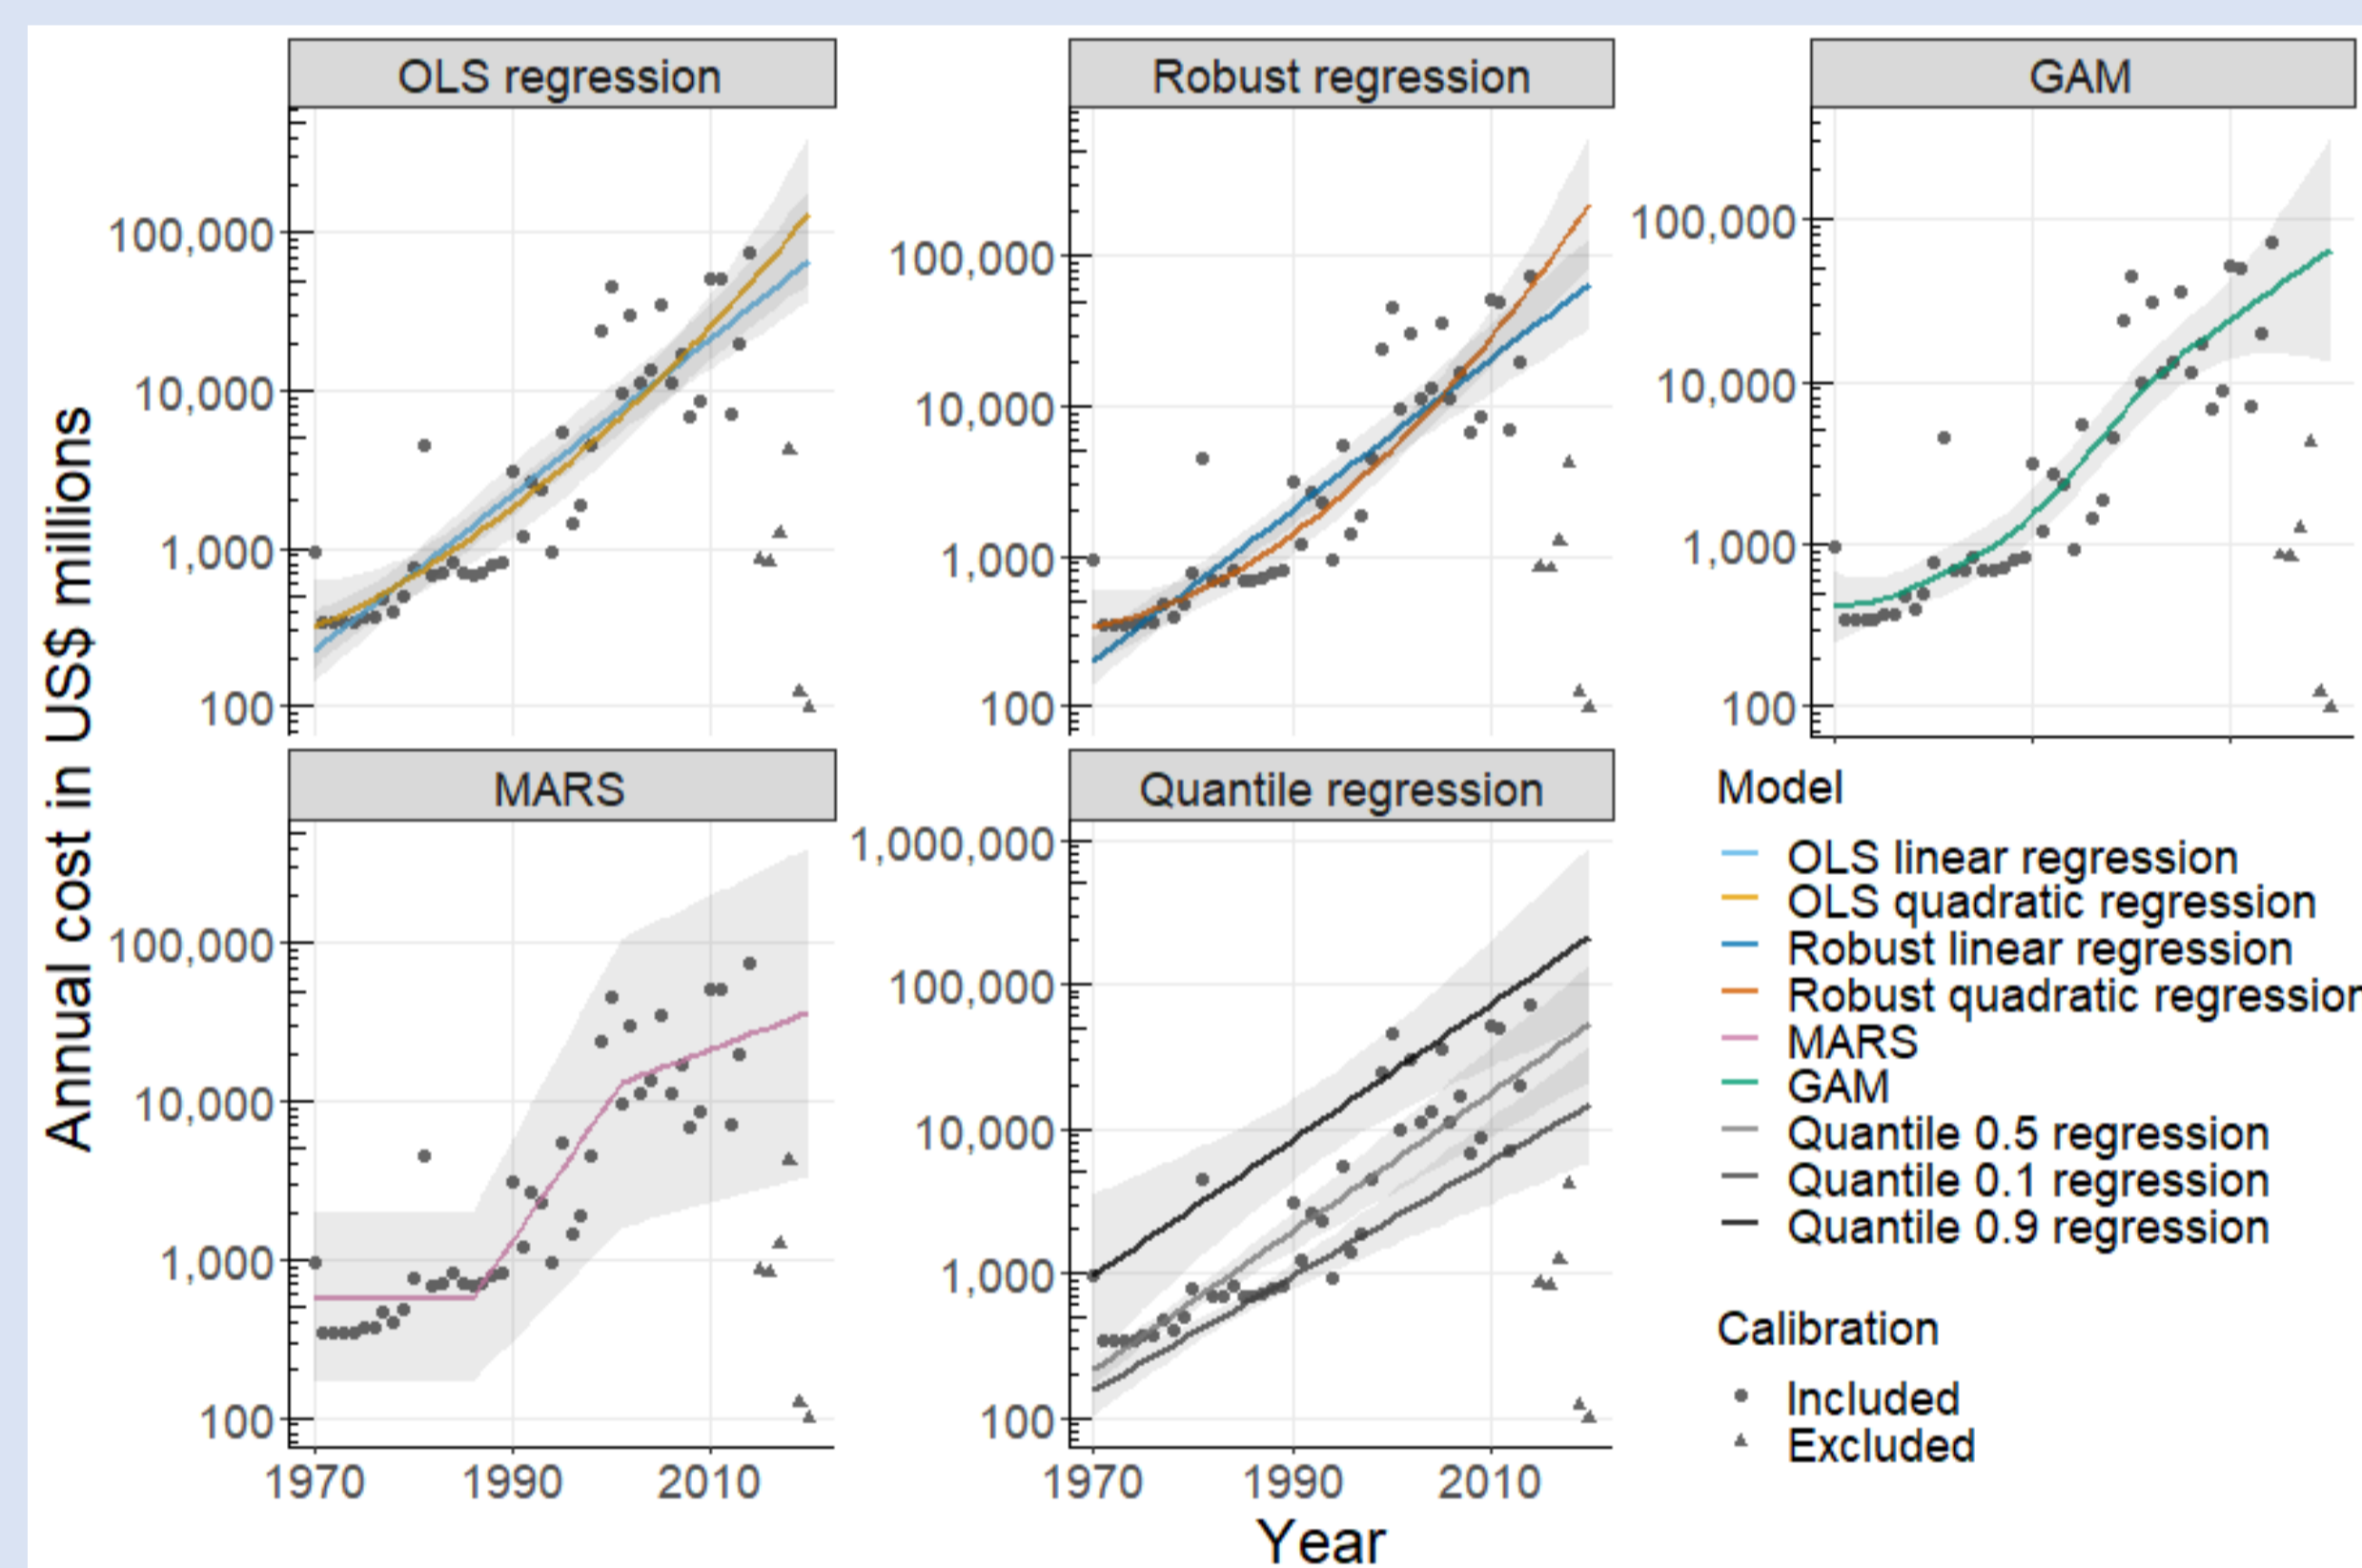 OLS regression
Robust regression
GAM
100,000
10,000
1,000
100
100,000
10,000
1,000
100
100,000
10,000
1,000
100
Annual cost in US$ millions
MARS
Quantile regression
100,000
10,000
1,000
100
1970
1990
2010
1,000,000
100,000
10,000
1,000
100
1970
1990
2010
Year
Model
OLS linear regression
OLS quadratic regression
Robust linear regression
Robust quadratic regression
MARS
GAM
Quantile 0.5 regression
Quantile 0.1 regression
Quantile 0.9 regression
Calibration
Included
Excluded